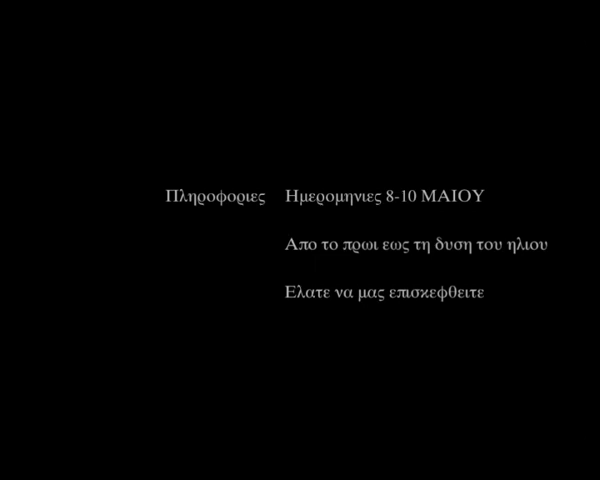 Πληροφοριες Ημερομηνιες 8-10 ΜΑΙΟΥ
Απο το πρωι εως τη δυση του ηλιου
Ελατε να μας επισκεφθειτε